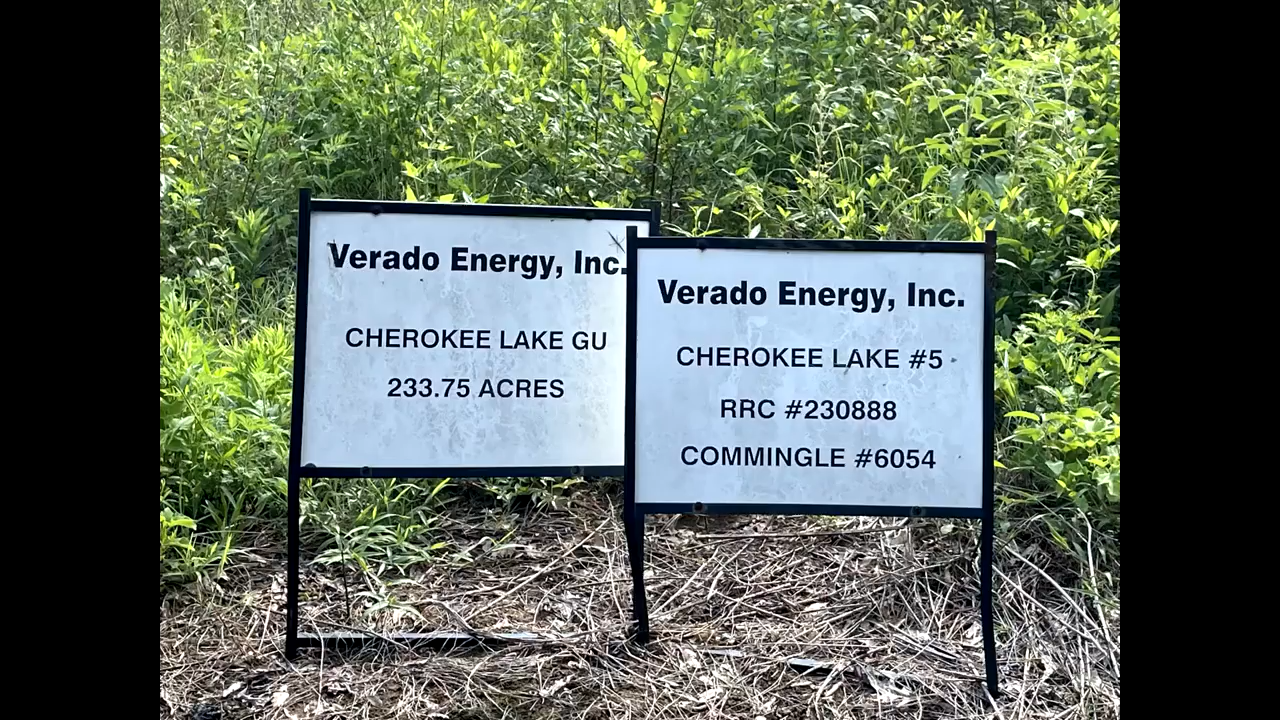 Verado Energy, Inc.
CHEROKEE LAKE GU
233.75 ACRES
Verado Energy, Inc.
CHEROKEE LAKE #5
RRC #230888
COMMINGLE #6054